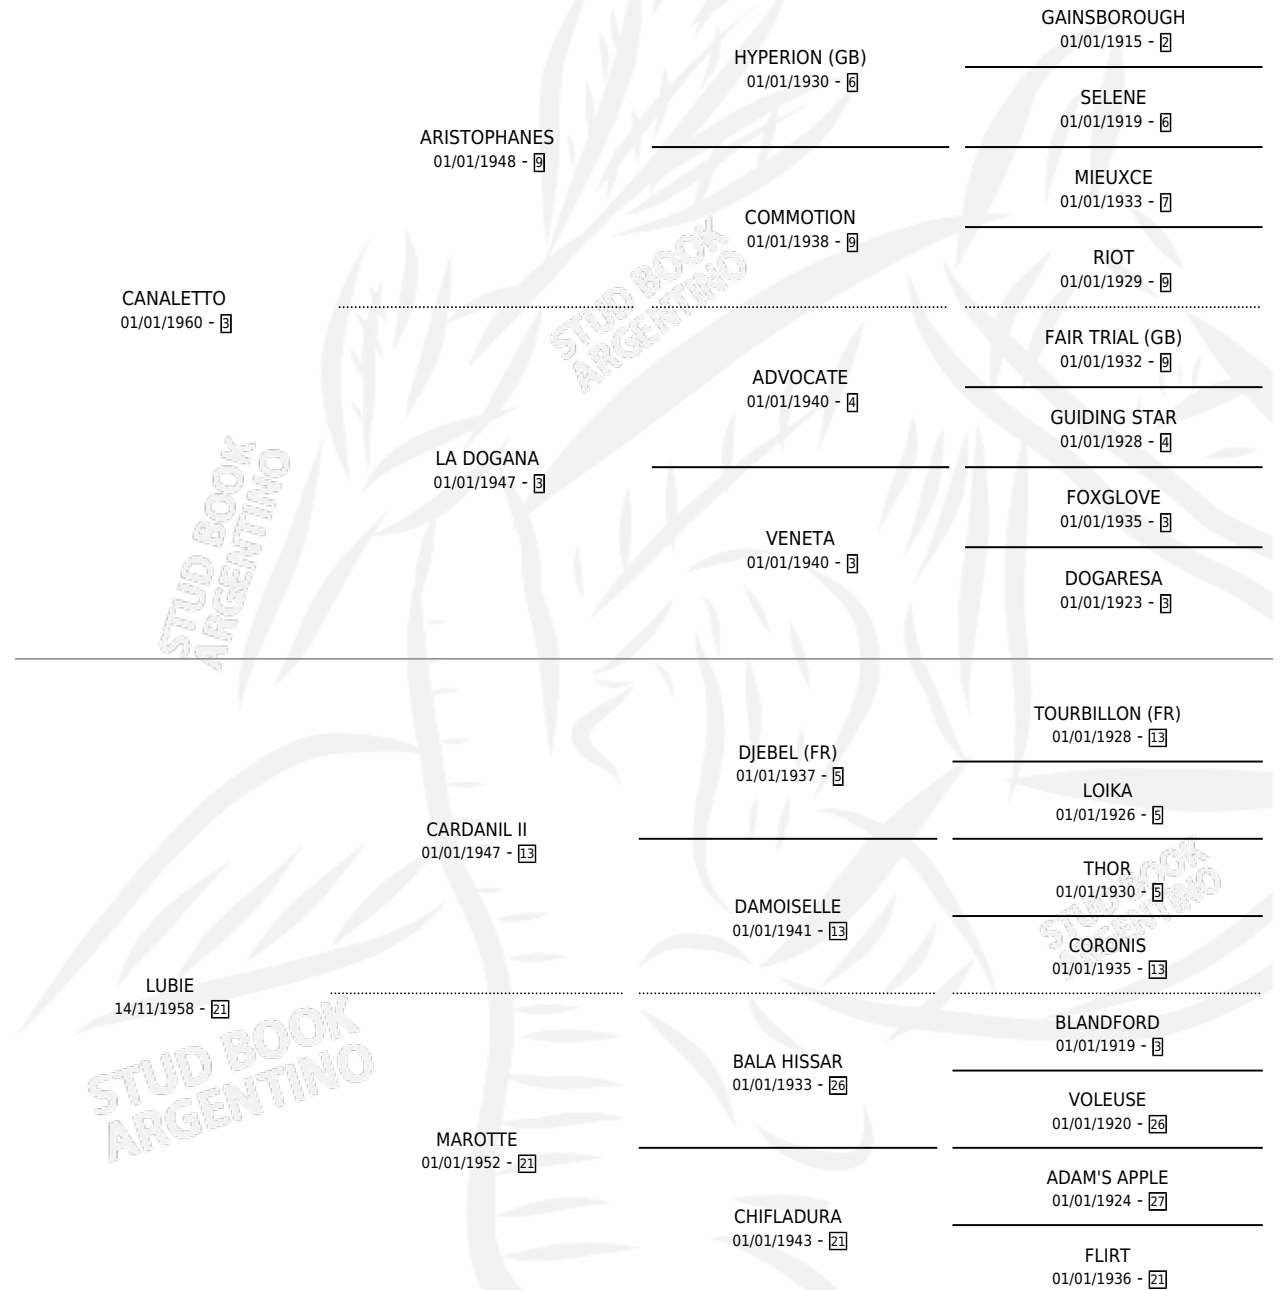 GAINSBOROUGH
01/01/1915 - 2
HYPERION (GB)
01/01/1930 - 6
SELENE
01/01/1919 - 6
ARISTOPHANES
01/01/1948 - 9
MIEUXCE
01/01/1933 - 7
COMMOTION
01/01/1938 - 9
RIOT
01/01/1929 - 9
CANALETTO
01/01/1960 - 3
FAIR TRIAL (GB)
01/01/1932 - 9
ADVOCATE
01/01/1940 - 4
GUIDING STAR
01/01/1928 - 4
LA DOGANA
01/01/1947 - 3
FOXGLOVE
01/01/1935 - 3
VENETA
01/01/1940 - 3
DOGARESA
01/01/1923 - 3
TOURBILLON (FR)
01/01/1928 - 13
DJEBEL (FR)
01/01/1937 - 5
LOIKA
01/01/1926 - 5
CARDANIL II
01/01/1947 - 13
THOR
01/01/1930 - 5
DAMOISELLE
01/01/1941 - 13
CORONIS
01/01/1935 - 13
LUBIE
14/11/1958 - 21
BLANDFORD
01/01/1919 - 3
BALA HISSAR
01/01/1933 - 26
VOLEUSE
01/01/1920 - 26
MAROTTE
01/01/1952 - 21
ADAM'S APPLE
01/01/1924 - 27
CHIFLADURA
01/01/1943 - 21
FLIRT
01/01/1936 - 21
STUD BOOK
ARGENTINO
STUD BOOK
ARGENTINO
STUD BOOK
ARGENTINO
STUD BOOK
ARGENTINO